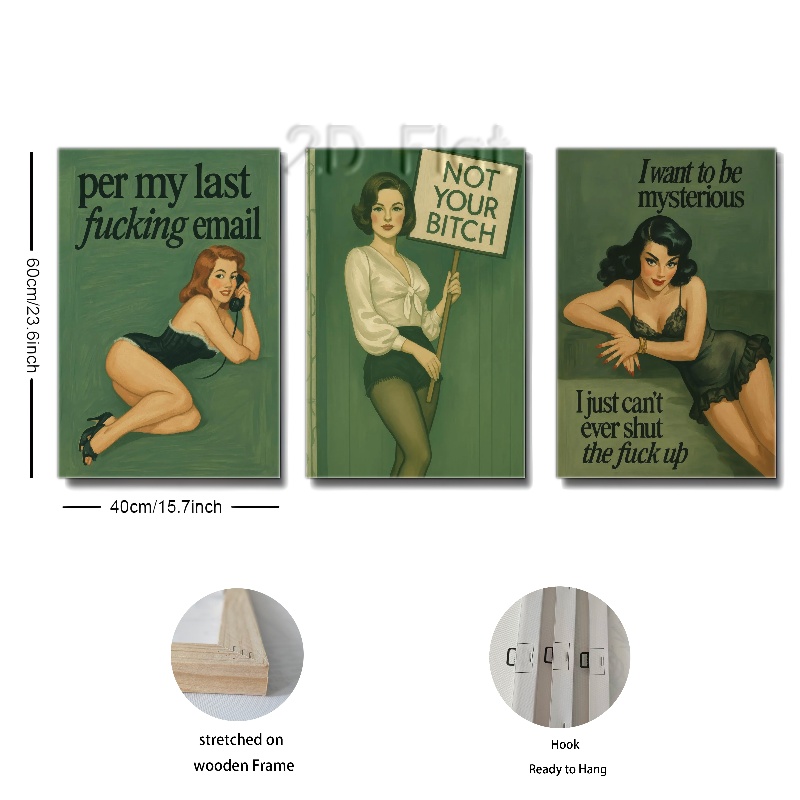 2D Flat
per my last
fucking email
NOT
YOUR
BITCH
I want to be
mysterious
I just can't
ever shut
the fuck up
60cm/23.6inch
40cm/15.7inch
stretched on
wooden Frame
Hook
Ready to Hang